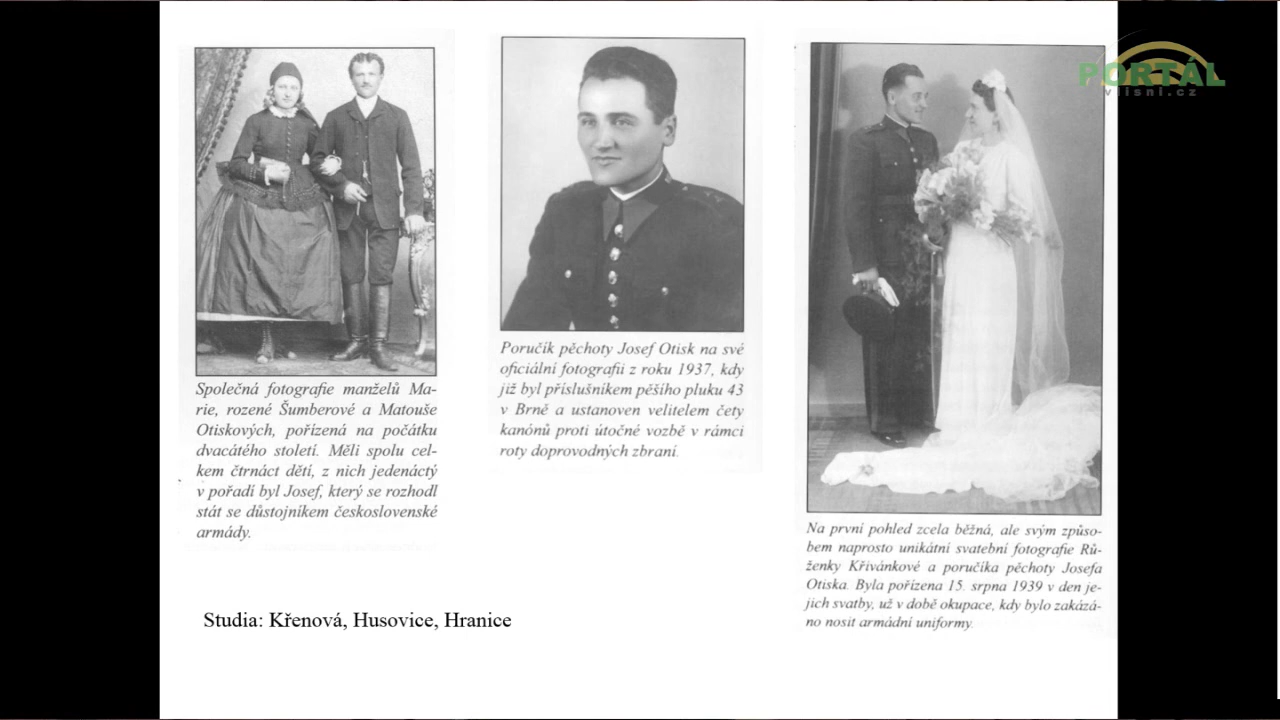 PORTÁL
vlisni.cz
Společná fotografie manželů Ma-
rie, rozené Šumberové a Matouše
Otiskových, pořízená na počátku
dvacátého století. Měli spolu cel-
kem čtrnáct dětí, z nich jedenáctý
v pořadí byl Josef, který se rozhodl
stát se důstojníkem československé
armády.
Poručík pěchoty Josef Otisk na své
oficiální fotografii z roku 1937, kdy
již byl příslušníkem pěšího pluku 43
v Brně a ustanoven velitelem čety
kanónů proti útočné vozbě v rámci
roty doprovodných zbraní.
Na první pohled zcela běžná, ale svým způso-
bem naprosto unikátní svatební fotografie Rů-
ženky Křivánkové a poručíka pěchoty Josefa
Otiska. Byla pořízena 15. srpna 1939 v den je-
jich svatby, už v době okupace, kdy bylo zakázá-
no nosit armádní uniformy.
Studia: Křenová, Husovice, Hranice